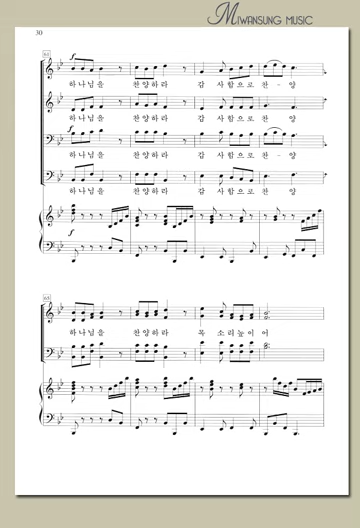 MIWANSUNG MUSIC
30
61
f
하나님을 찬양하라 감 사함으로 찬 - 양
하나님을 찬양하라 감 사함으로 찬 양
f
하나님을 찬양하라 감 사함으로 찬 - 양
하나님을 찬양하라 감 사함으로 찬 양
f
65
하나님을 찬양하라 목 소리높이어